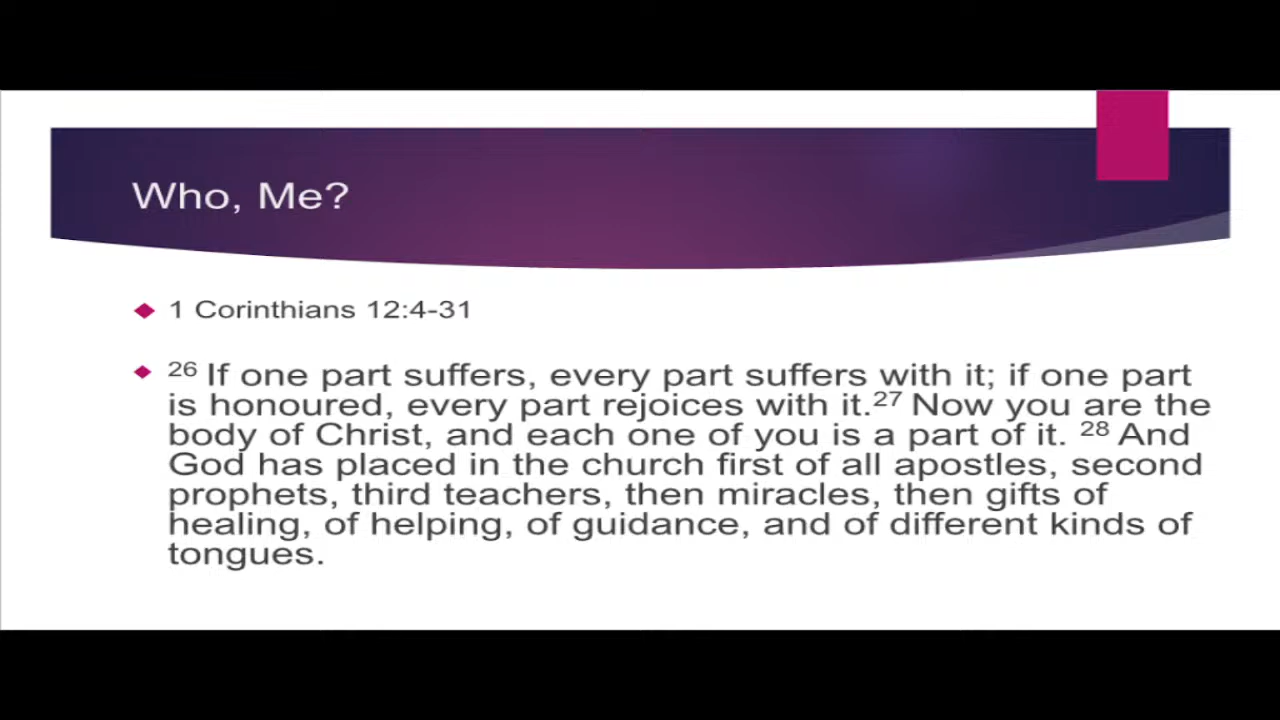 Who, Me?
1 Corinthians 12:4-31
26 If one part suffers, every part suffers with it; if one part
is honoured, every part rejoices with it.27 Now you are the
body of Christ, and each one of you is a part of it. 28 And
God has placed in the church first of all apostles, second
prophets, third teachers, then miracles, then gifts of
healing, of helping, of guidance, and of different kinds of
tongues.